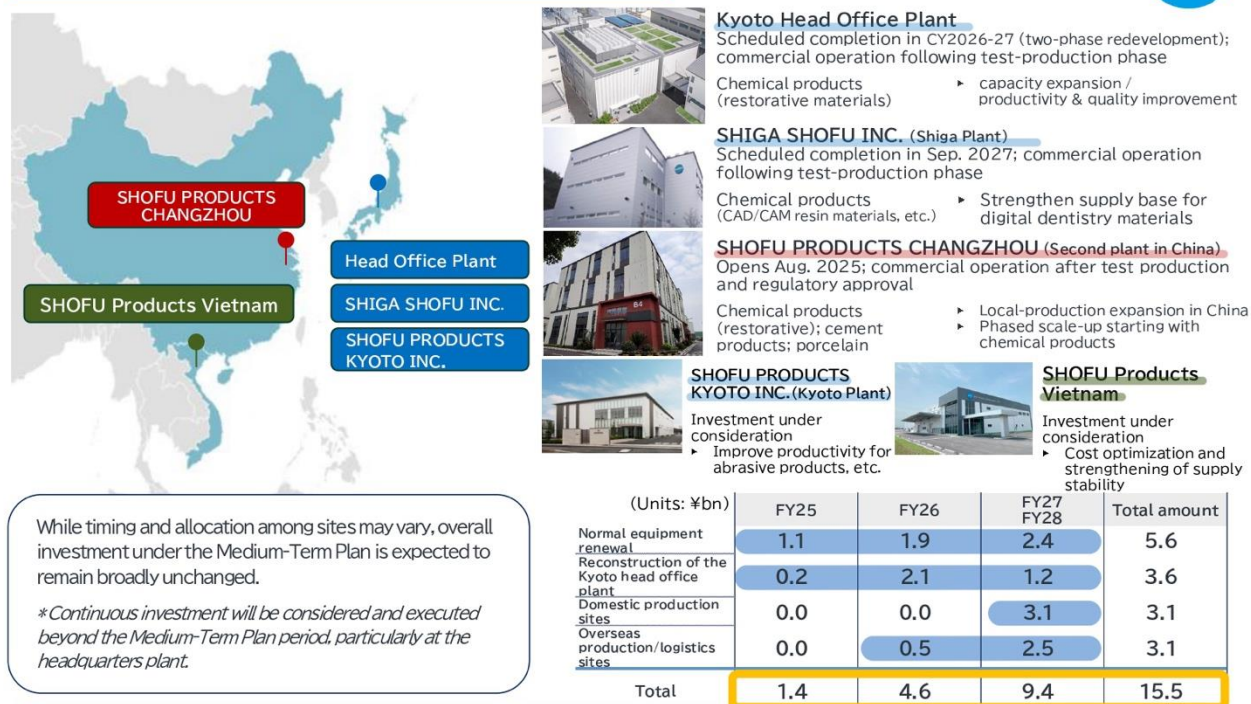 SHOFU PRODUCTS
CHANGZHOU
SHOFU Products Vietnam
Head Office Plant
SHIGA SHOFU INC.
SHOFU PRODUCTS
KYOTO INC.
While timing and allocation among sites may vary, overall
investment under the Medium-Term Plan is expected to
remain broadly unchanged.
*Continuous investment will be considered and executed
beyond the Medium-Term Plan period, particularly at the
headquarters plant.
Kyoto Head Office Plant
Scheduled completion in CY2026-27 (two-phase redevelopment);
commercial operation following test-production phase
Chemical products
(restorative materials)
▸ capacity expansion /
productivity & quality improvement
SHIGA SHOFU INC. (Shiga Plant)
Scheduled completion in Sep. 2027; commercial operation
following test-production phase
Chemical products
(CAD/CAM resin materials, etc.)
▸ Strengthen supply base for
digital dentistry materials
SHOFU PRODUCTS CHANGZHOU (Second plant in China)
Opens Aug. 2025; commercial operation after test production
and regulatory approval
Chemical products
(restorative); cement
products; porcelain
▸ Local-production expansion in China
▸ Phased scale-up starting with
chemical products
B4
SHOFU PRODUCTS
KYOTO INC.(Kyoto Plant)
Investment under
consideration
▸ Improve productivity for
abrasive products, etc.
SHOFU Products
Vietnam
Investment under
consideration
▸ Cost optimization and
strengthening of supply
stability
(Units: ¥bn) FY25 FY26 FY27 FY28 Total amount
Normal equipment renewal 1.1 1.9 2.4 5.6
Reconstruction of the Kyoto head office plant 0.2 2.1 1.2 3.6
Domestic production sites 0.0 0.0 3.1 3.1
Overseas production/logistics sites 0.0 0.5 2.5 3.1
Total 1.4 4.6 9.4 15.5